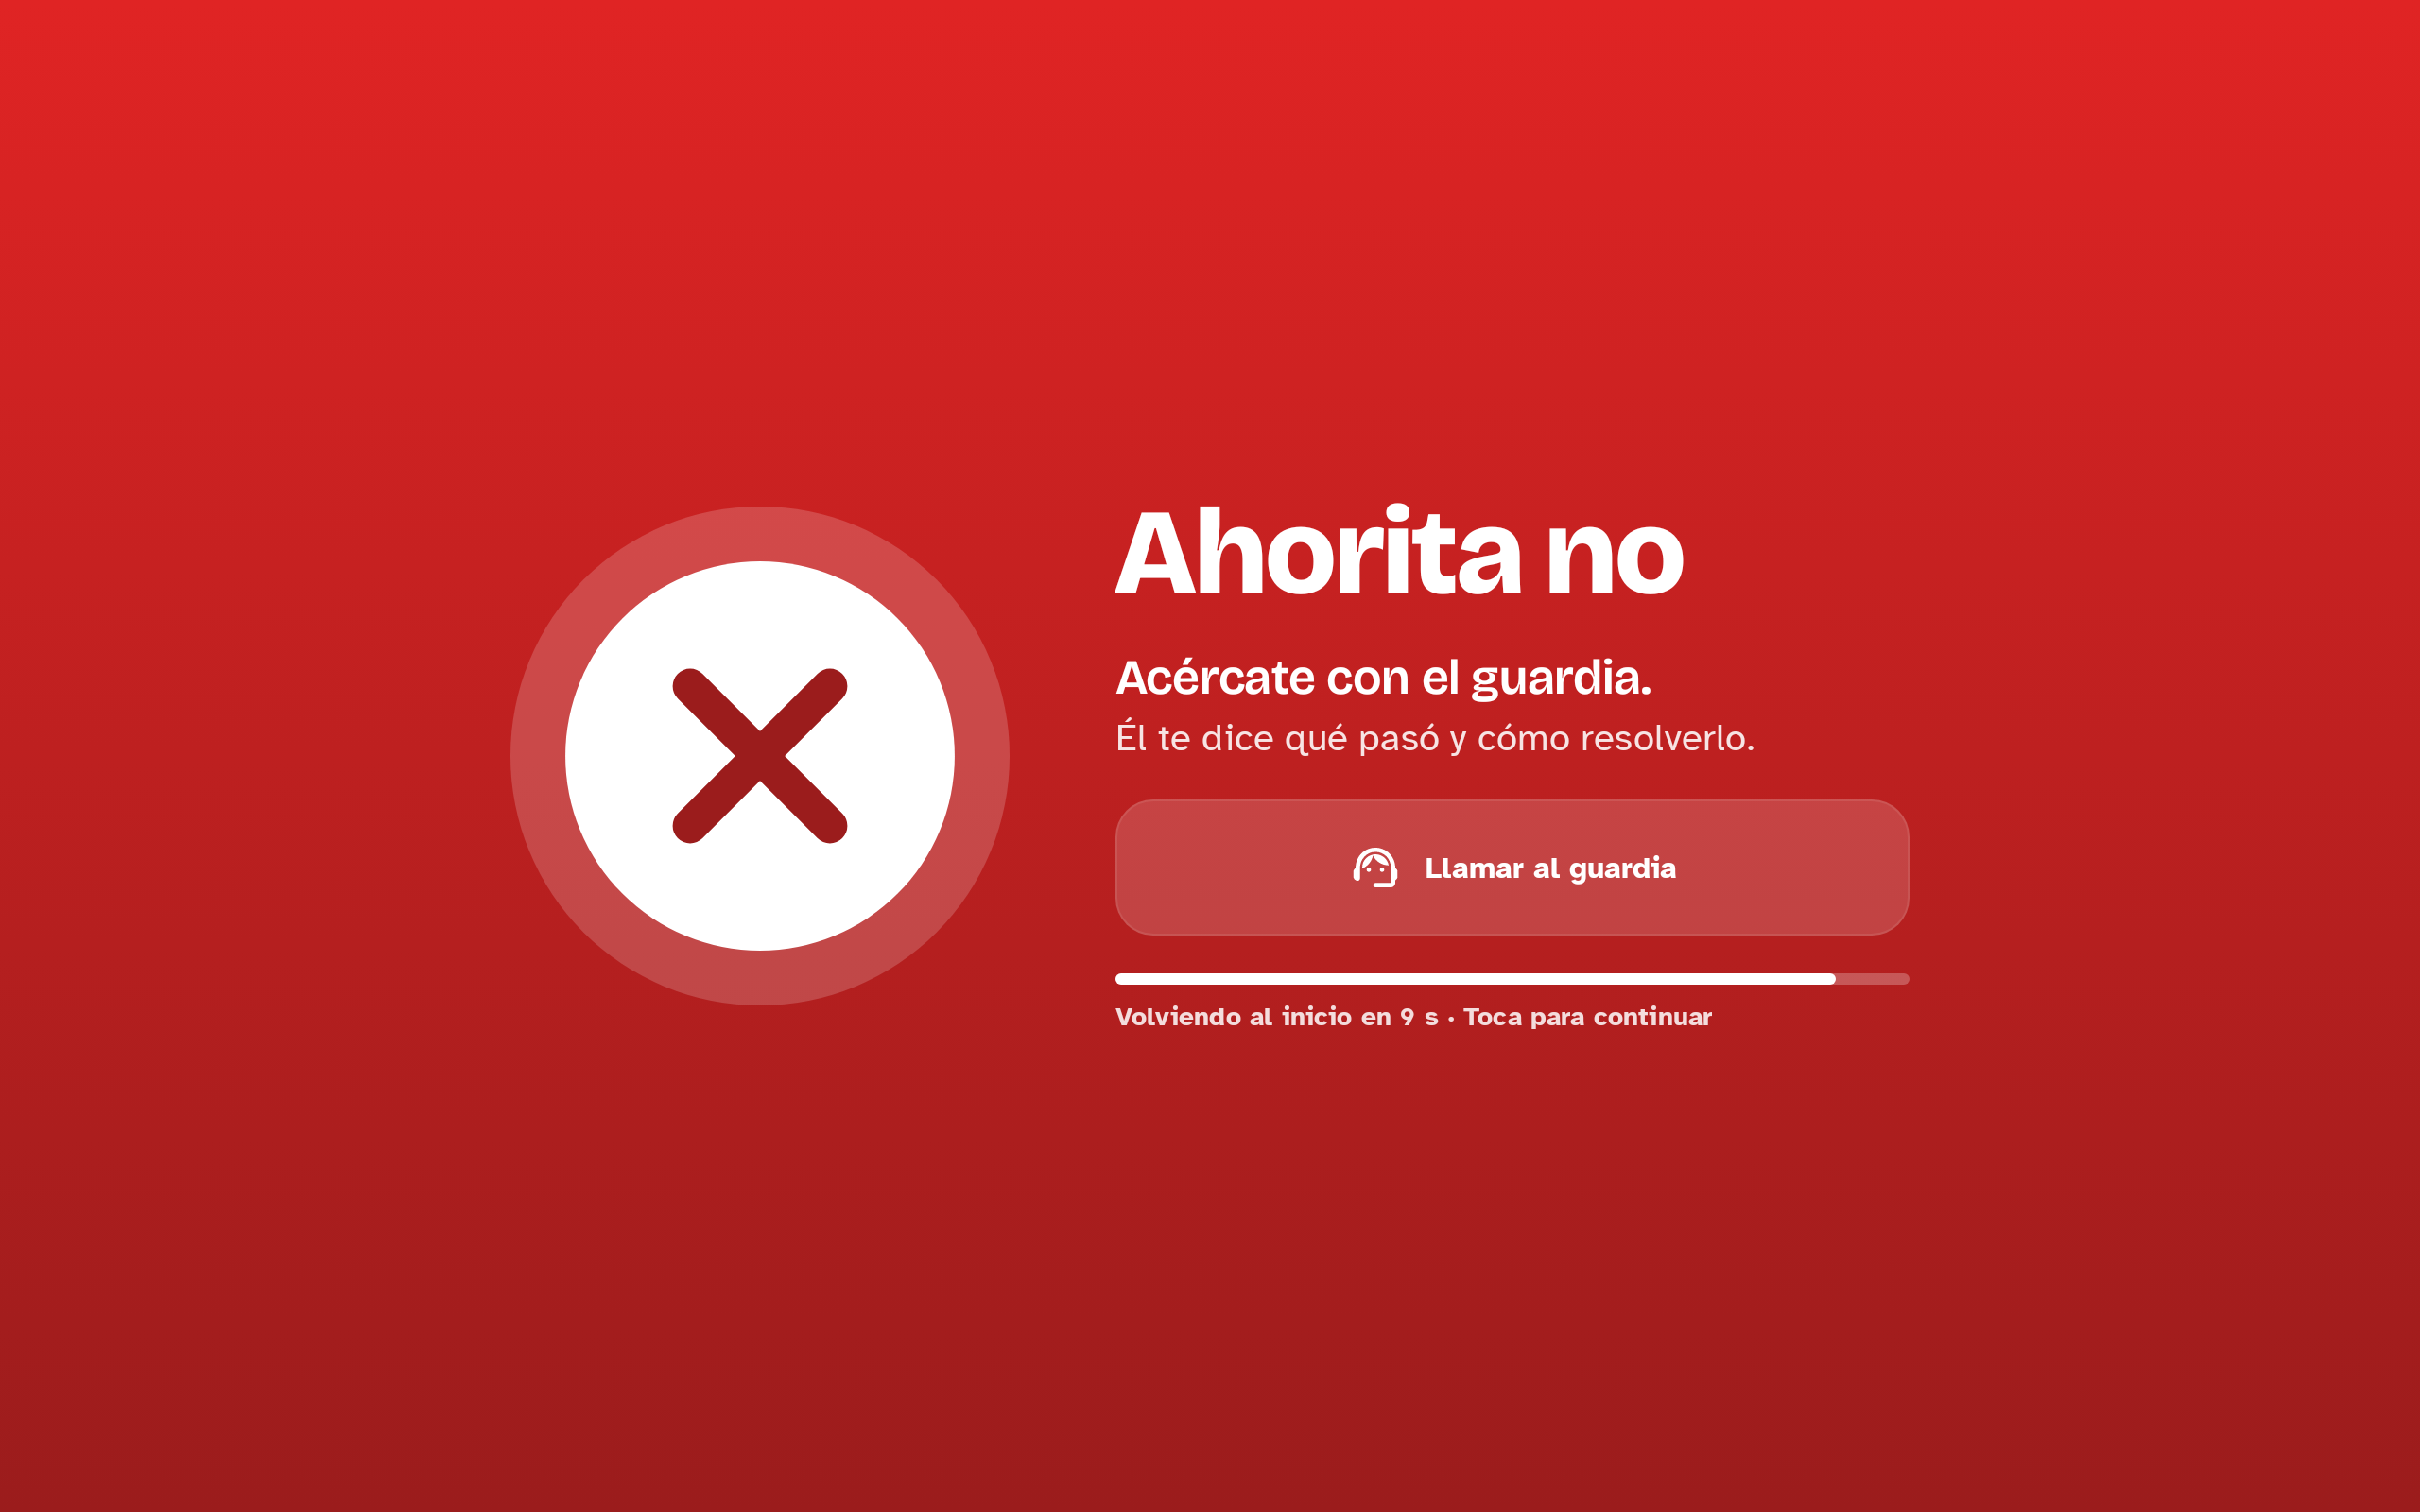 Ahorita no
Acércate con el guardia.
Él te dice qué pasó y cómo resolverlo.
Llamar al guardia
Volviendo al inicio en 9 s · Toca para continuar